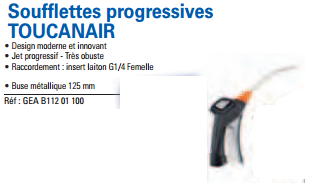 Soufflettes progressives
TOUCANAIR
• Design moderne et innovant
• Jet progressif - Très obuste
• Raccordement : insert laiton G1/4 Femelle
• Buse métallique 125 mm
Réf : GEA B112 01 100